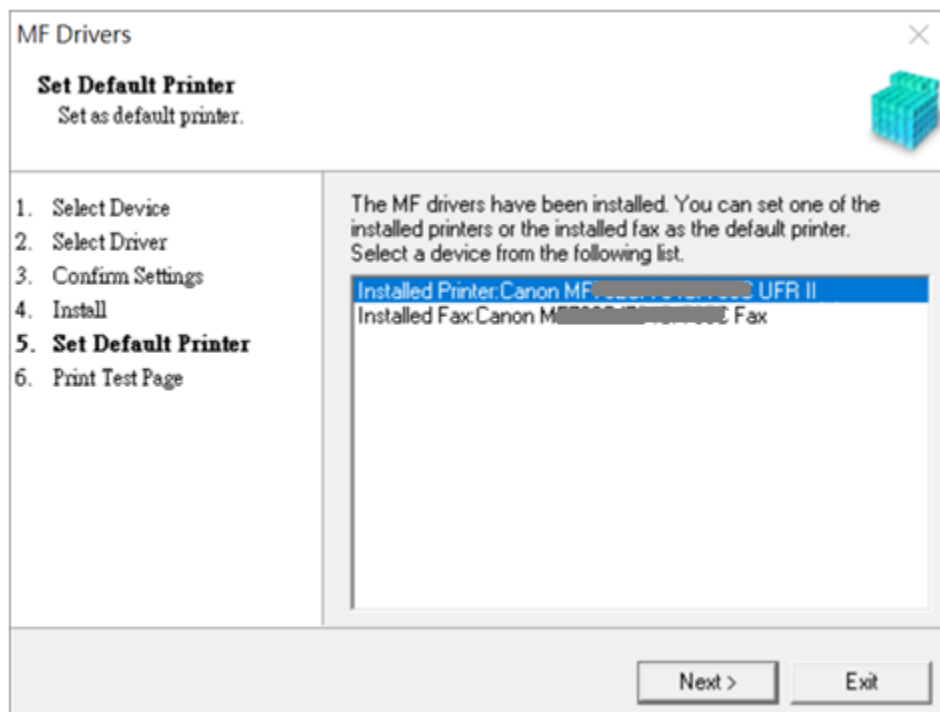 MF Drivers
Set Default Printer
Set as default printer.
1. Select Device
2. Select Driver
3. Confirm Settings
4. Install
5. Set Default Printer
6. Print Test Page
The MF drivers have been installed. You can set one of the
installed printers or the installed fax as the default printer.
Select a device from the following list.
Installed Printer:Canon MF UFR II
Installed Fax:Canon Fax
Next >
Exit